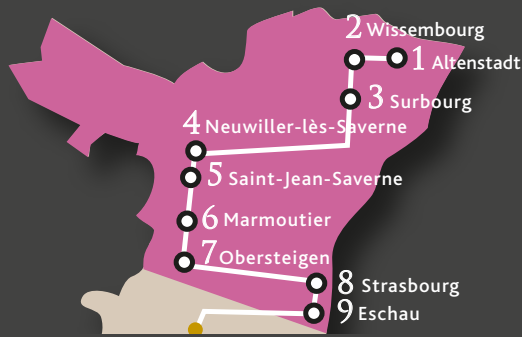 2 Wissembourg
1 Altenstadt
3 Surbourg
4 Neuwiller-lès-Saverne
5 Saint-Jean-Saverne
6 Marmoutier
7 Obersteigen
8 Strasbourg
9 Eschau